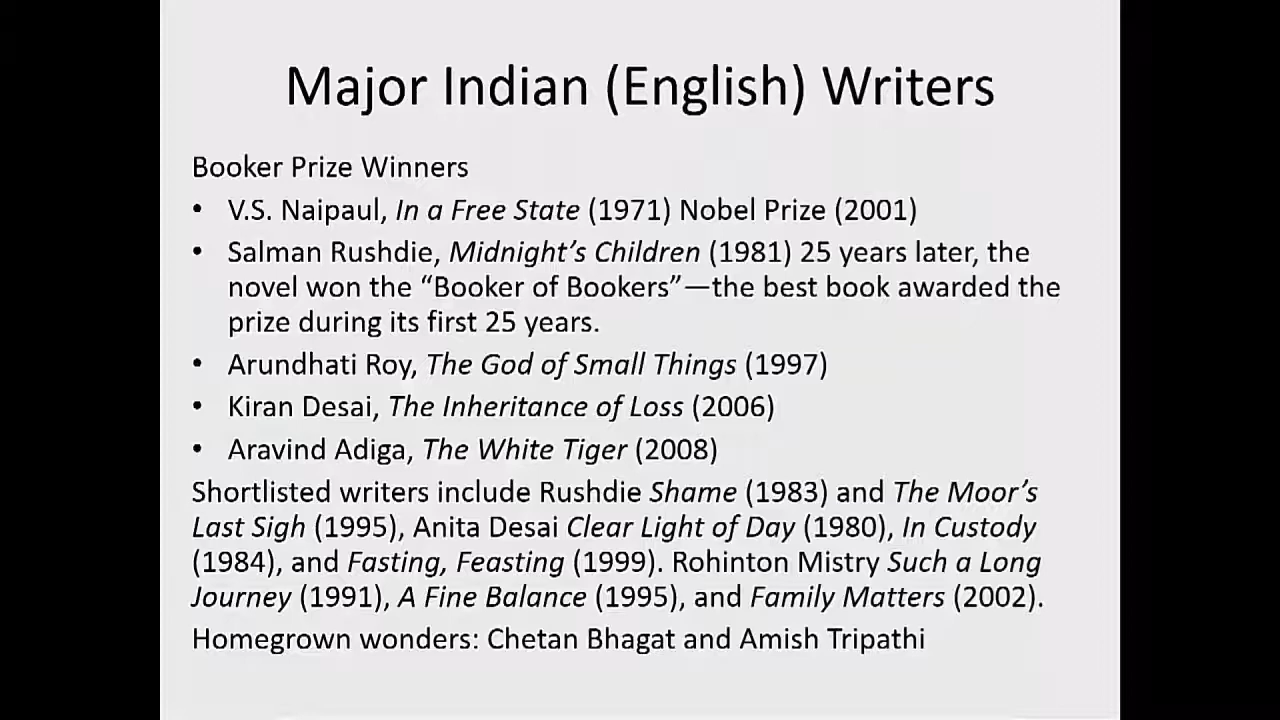 Major Indian (English) Writers
Booker Prize Winners
• V.S. Naipaul, In a Free State (1971) Nobel Prize (2001)
• Salman Rushdie, Midnight’s Children (1981) 25 years later, the
novel won the “Booker of Bookers”—the best book awarded the
prize during its first 25 years.
• Arundhati Roy, The God of Small Things (1997)
• Kiran Desai, The Inheritance of Loss (2006)
• Aravind Adiga, The White Tiger (2008)
Shortlisted writers include Rushdie Shame (1983) and The Moor’s
Last Sigh (1995), Anita Desai Clear Light of Day (1980), In Custody
(1984), and Fasting, Feasting (1999). Rohinton Mistry Such a Long
Journey (1991), A Fine Balance (1995), and Family Matters (2002).
Homegrown wonders: Chetan Bhagat and Amish Tripathi